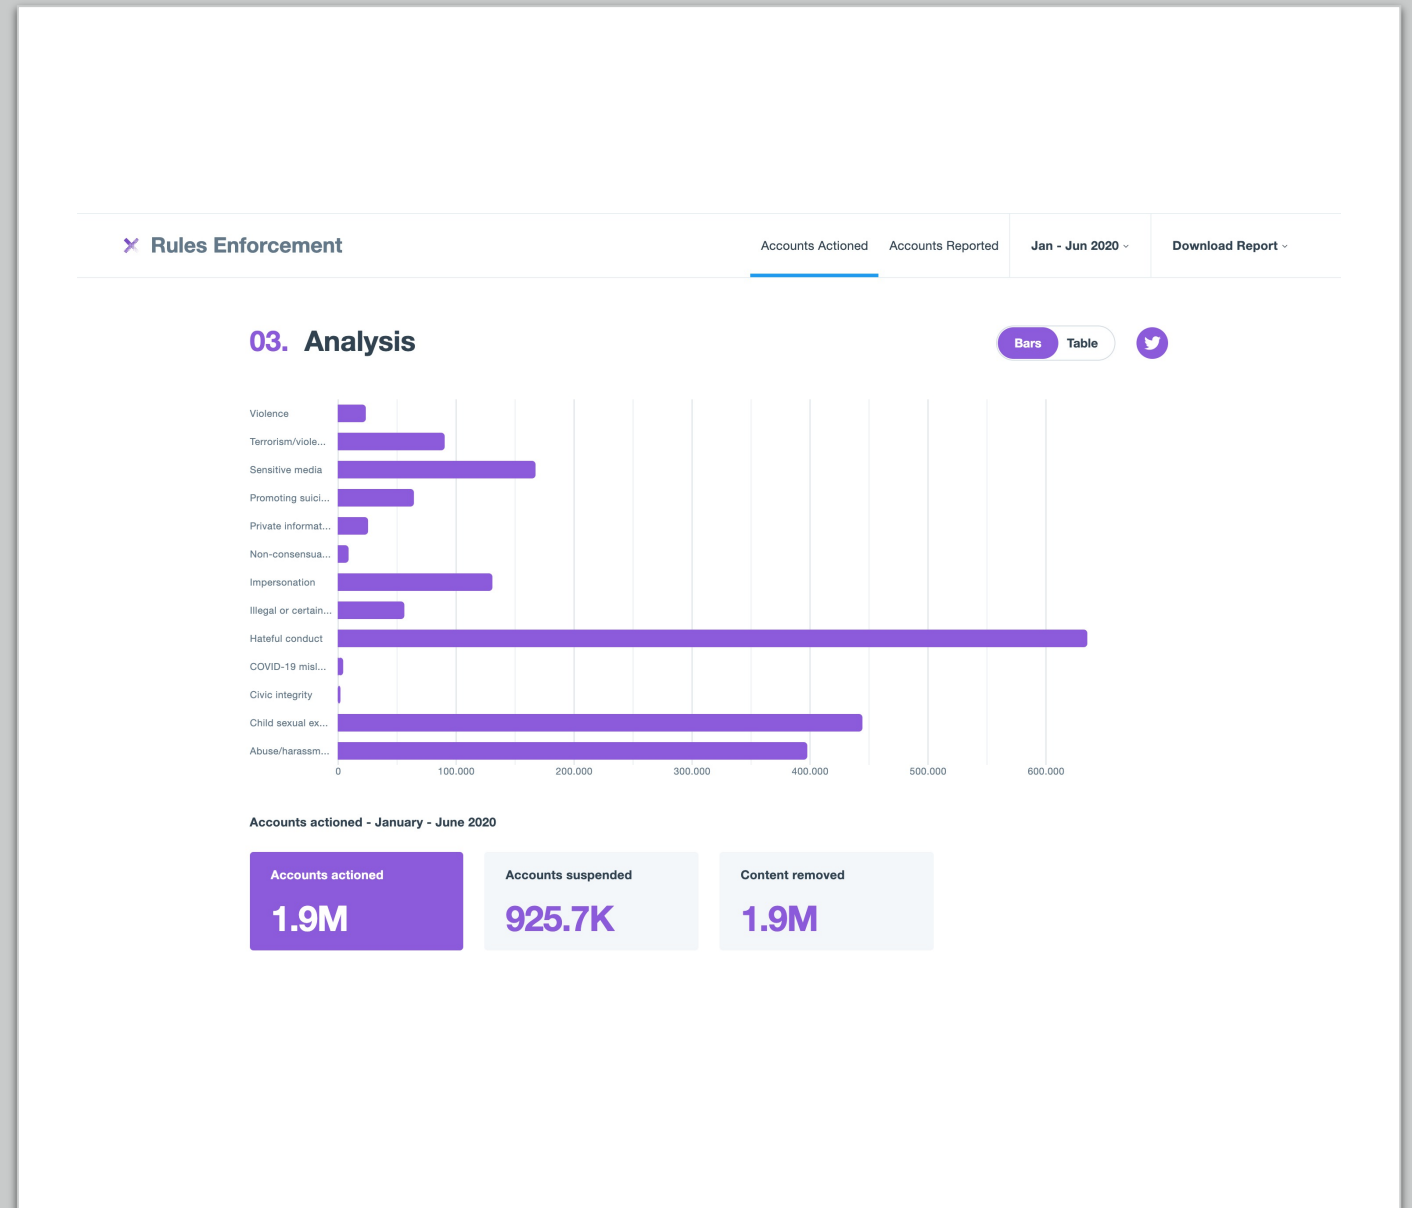 Rules Enforcement
Accounts Actioned
Accounts Reported
Jan - Jun 2020
Download Report
03. Analysis
Bars
Table
Violence
Terrorism/viole...
Sensitive media
Promoting suici...
Private informat...
Non-consensua...
Impersonation
Illegal or certain...
Hateful conduct
COVID-19 misl...
Civic integrity
Child sexual ex...
Abuse/harassm...
0 100.000 200.000 300.000 400.000 500.000 600.000
Accounts actioned - January - June 2020
Accounts actioned
1.9M
Accounts suspended
925.7K
Content removed
1.9M